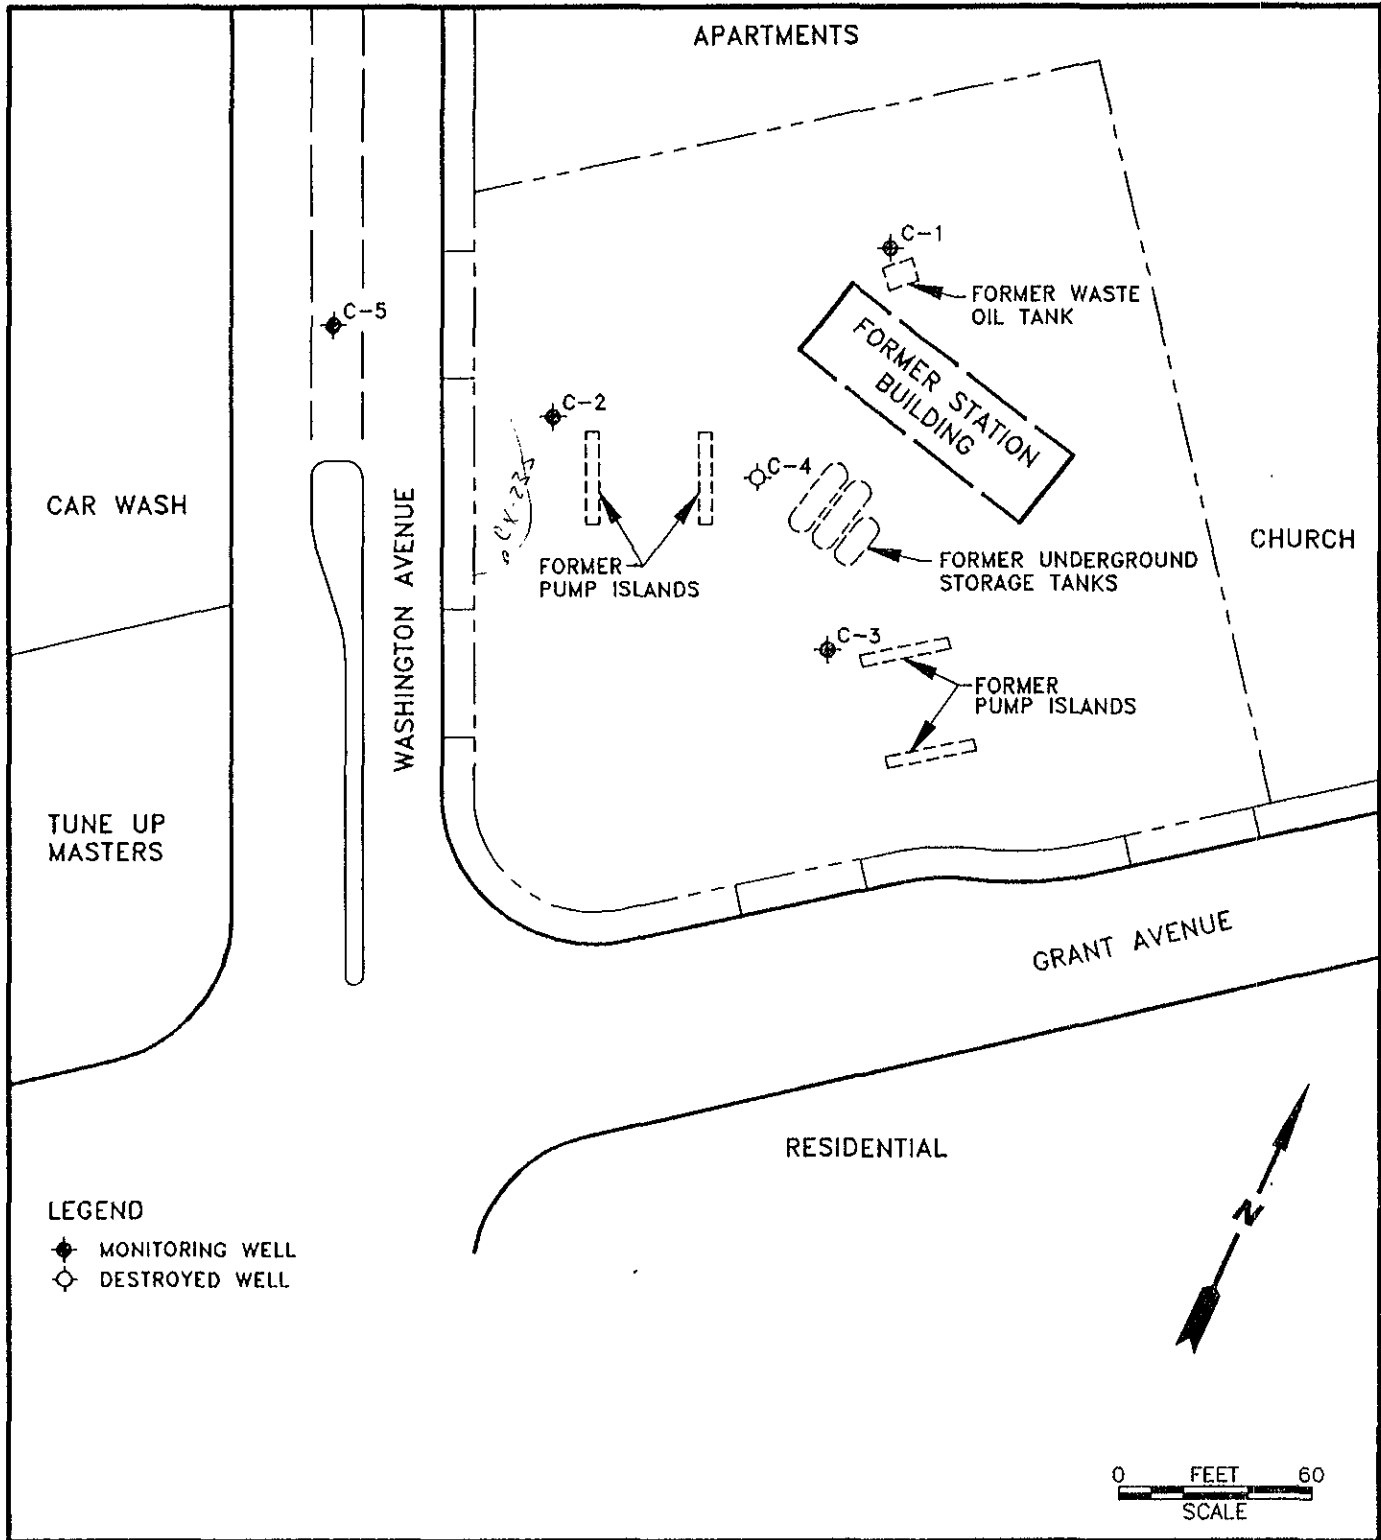 APARTMENTS
C-1
FORMER WASTE
OIL TANK
C-5
FORMER STATION
BUILDING
C-2
C-4
CAR WASH
WASHINGTON AVENUE
CHURCH
FORMER
PUMP ISLANDS
FORMER UNDERGROUND
STORAGE TANKS
C-3
FORMER
PUMP ISLANDS
TUNE UP
MASTERS
GRANT AVENUE
RESIDENTIAL
LEGEND
MONITORING WELL
DESTROYED WELL
N
0 FEET 60
SCALE